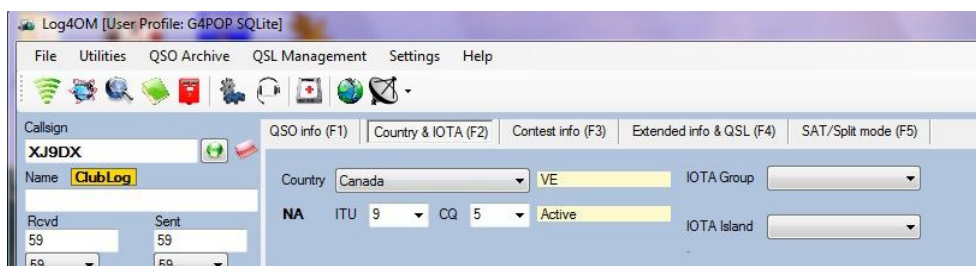 Log4OM [User Profile: G4POP SQLite]
File Utilities QSO Archive QSL Management Settings Help
Callsign
XJ9DX
Name ClubLog
Rcvd Sent
59 59
59 59
QSO info (F1) Country & IOTA (F2) Contest info (F3) Extended info & QSL (F4) SAT/Split mode (F5)
Country Canada VE IOTA Group
NA ITU 9 CQ 5 Active IOTA Island
-